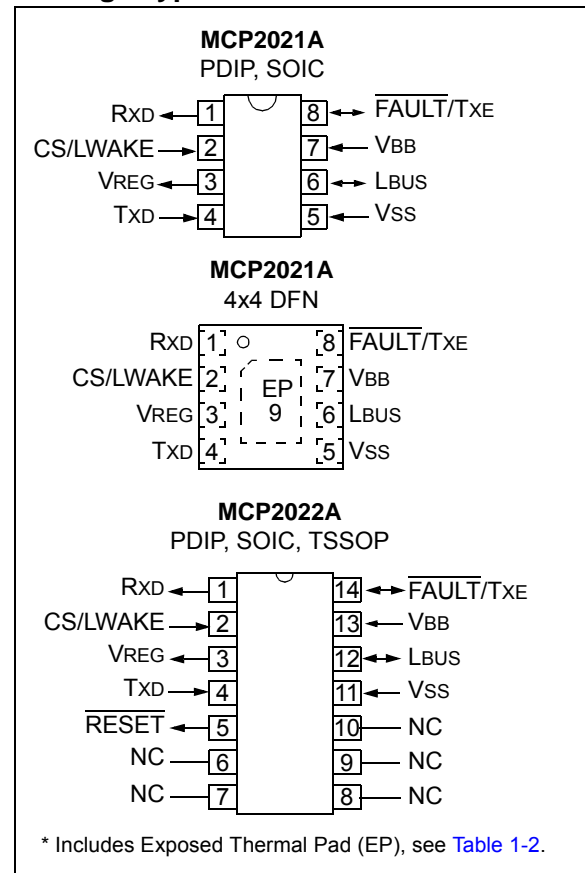 MCP2021A
PDIP, SOIC
RXD 1 8 FAULT/TXE
CS/LWAKE 2 7 VBB
VREG 3 6 LBUS
TXD 4 5 VSS
MCP2021A
4x4 DFN
RXD 1 8 FAULT/TXE
CS/LWAKE 2 7 VBB
EP
VREG 3 9 6 LBUS
TXD 4 5 VSS
MCP2022A
PDIP, SOIC, TSSOP
RXD 1 14 FAULT/TXE
CS/LWAKE 2 13 VBB
VREG 3 12 LBUS
TXD 4 11 VSS
RESET 5 10 NC
NC 6 9 NC
NC 7 8 NC
* Includes Exposed Thermal Pad (EP), see Table 1-2.